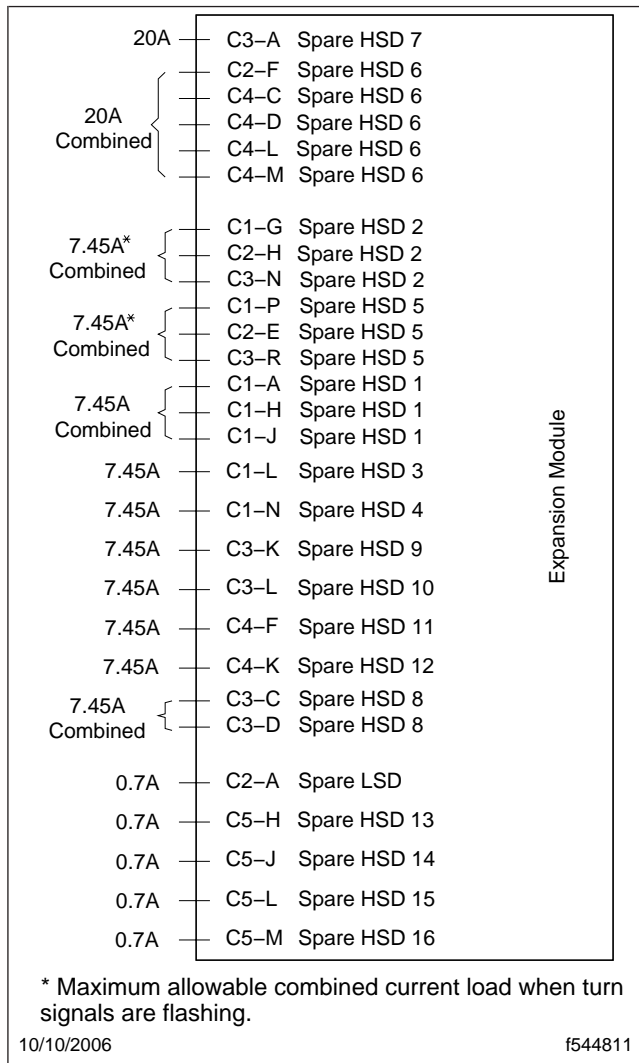 20A C3–A Spare HSD 7
C2–F Spare HSD 6
C4–C Spare HSD 6
20A Combined C4–D Spare HSD 6
C4–L Spare HSD 6
C4–M Spare HSD 6
C1–G Spare HSD 2
7.45A* Combined C2–H Spare HSD 2
C3–N Spare HSD 2
C1–P Spare HSD 5
7.45A* Combined C2–E Spare HSD 5
C3–R Spare HSD 5
C1–A Spare HSD 1
7.45A Combined C1–H Spare HSD 1
C1–J Spare HSD 1
7.45A C1–L Spare HSD 3
7.45A C1–N Spare HSD 4
7.45A C3–K Spare HSD 9
7.45A C3–L Spare HSD 10
7.45A C4–F Spare HSD 11
7.45A C4–K Spare HSD 12
7.45A Combined C3–C Spare HSD 8
C3–D Spare HSD 8
0.7A C2–A Spare LSD
0.7A C5–H Spare HSD 13
0.7A C5–J Spare HSD 14
0.7A C5–L Spare HSD 15
0.7A C5–M Spare HSD 16
Expansion Module
* Maximum allowable combined current load when turn
signals are flashing.
10/10/2006 f544811